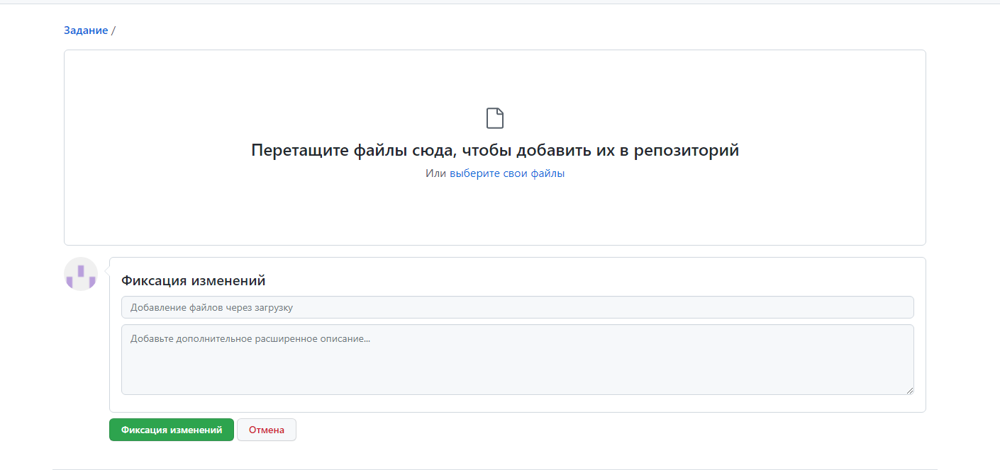 Задание /
Перетащите файлы сюда, чтобы добавить их в репозиторий
Или выберите свои файлы
Фиксация изменений
Добавление файлов через загрузку
Добавьте дополнительное расширенное описание...
Фиксация изменений
Отмена